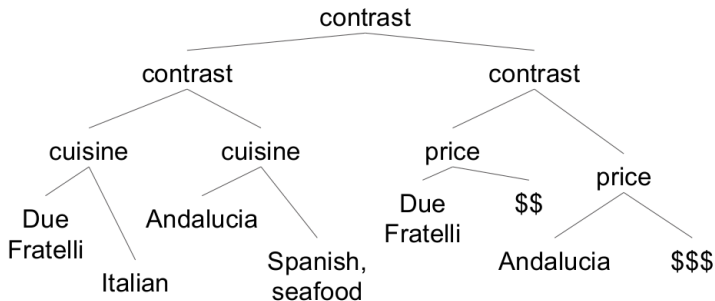 contrast
contrast contrast
cuisine cuisine price price
Due
Fratelli
Italian
Andalucia
Spanish,
seafood
Due
Fratelli
$$
Andalucia
$$$